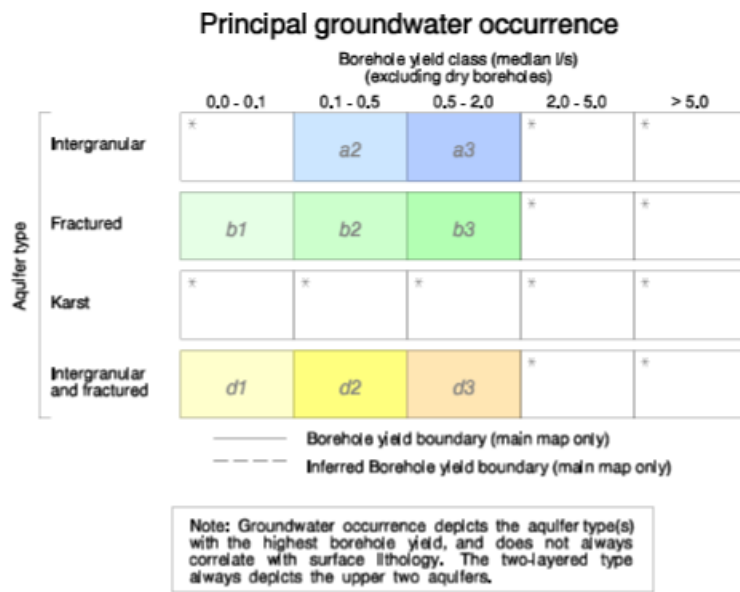 Principal groundwater occurrence
Borehole yield class (median l/s)
(excluding dry boreholes)
0.0 - 0.1 0.1 - 0.5 0.5 - 2.0 2.0 - 5.0 > 5.0
Aquifer type
Intergranular * a2 a3 * *
Fractured b1 b2 b3 * *
Karst * * * * *
Intergranular
and fractured d1 d2 d3 * *
Borehole yield boundary (main map only)
Inferred Borehole yield boundary (main map only)
Note: Groundwater occurrence depicts the aquifer type(s)
with the highest borehole yield, and does not always
correlate with surface lithology. The two-layered type
always depicts the upper two aquifers.